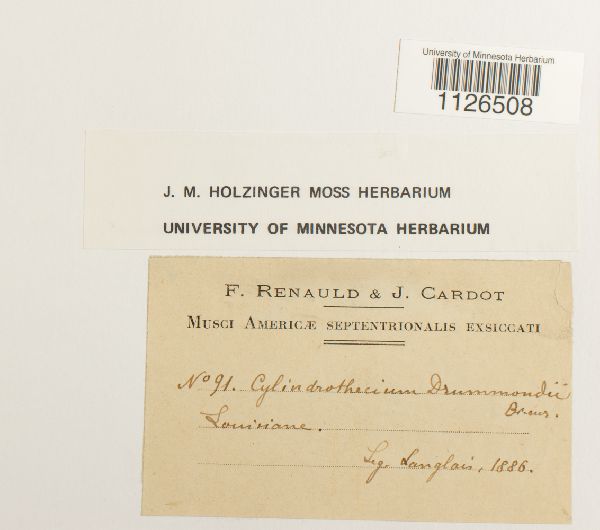 University of Minnesota Herbarium
1126508
J. M. HOLZINGER MOSS HERBARIUM
UNIVERSITY OF MINNESOTA HERBARIUM
F. RENAULD & J. CARDOT
MUSCI AMERICÆ SEPTENTRIONALIS EXSICCATI
No 91. Cylindrothecium Drummondii
Louisiane.
Leg. Langlois, 1886.